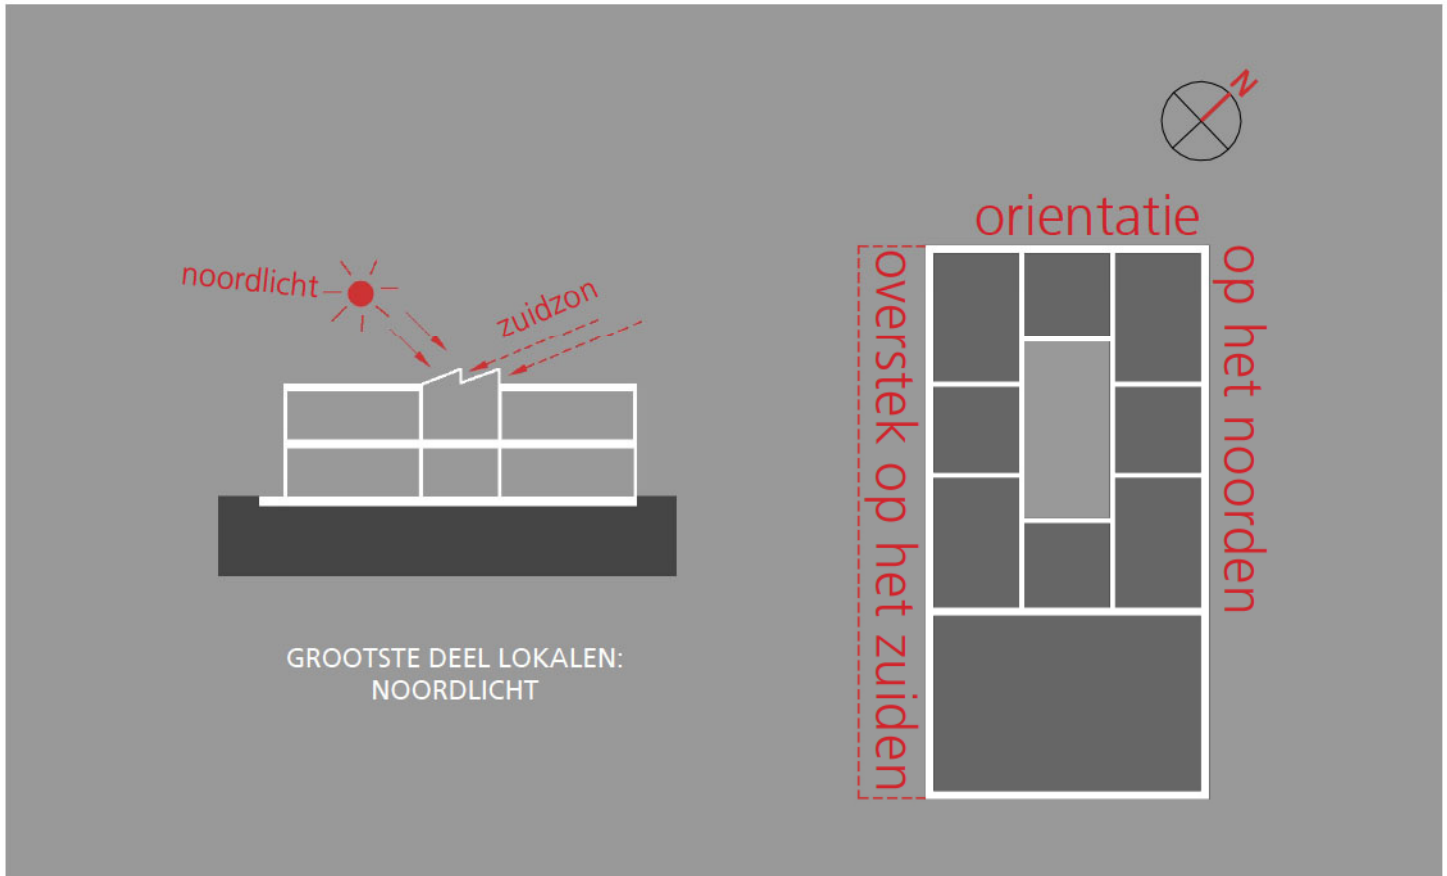 N
orientatie
op het noorden
overstek op het zuiden
noordlicht
zuidzon
GROOTSTE DEEL LOKALEN:
NOORDLICHT